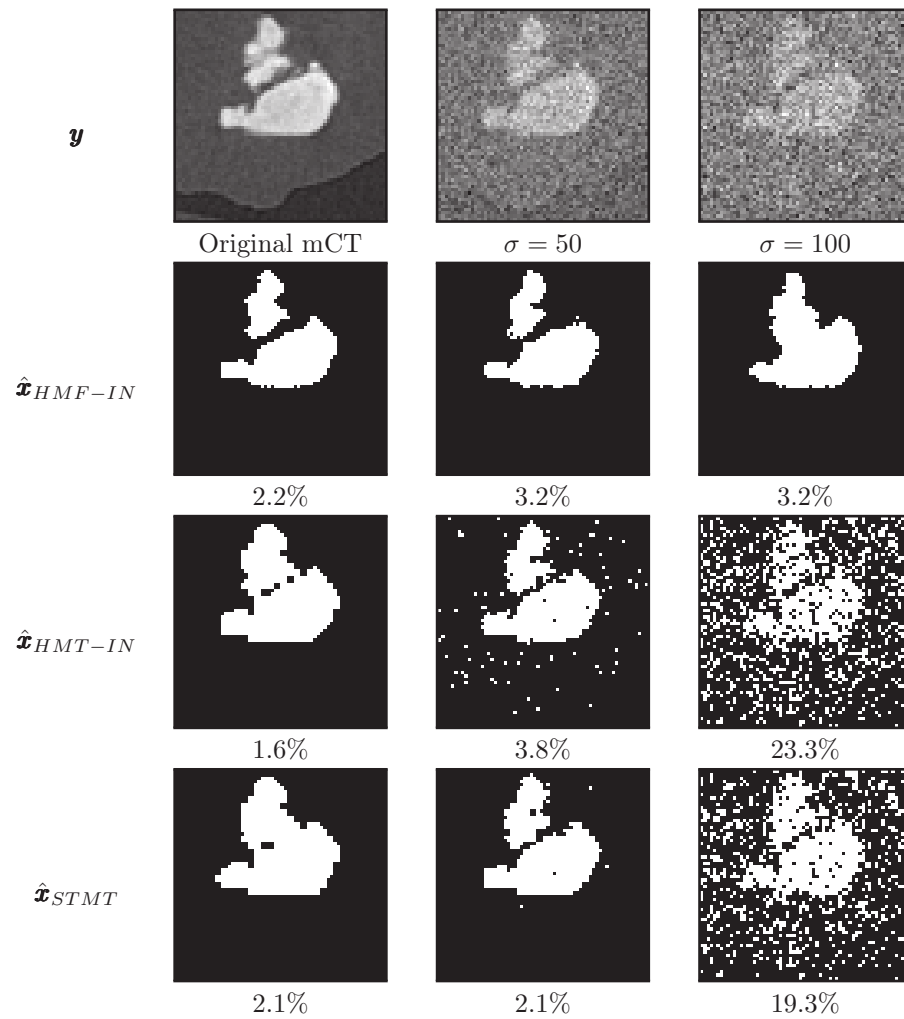 y
Original mCT σ = 50 σ = 100
x̂HMF−IN
2.2% 3.2% 3.2%
x̂HMT−IN
1.6% 3.8% 23.3%
x̂STMT
2.1% 2.1% 19.3%